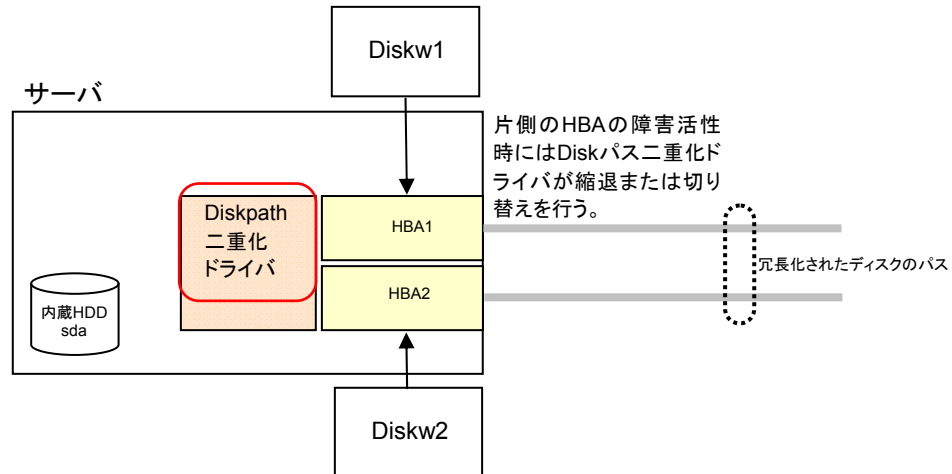 Diskw1
サーバ
片側のHBAの障害活性
時にはDiskパス二重化ド
ライバが縮退または切り
替えを行う。
Diskpath
二重化
ドライバ
HBA1
HBA2
冗長化されたディスクのパス
内蔵HDD
sda
Diskw2